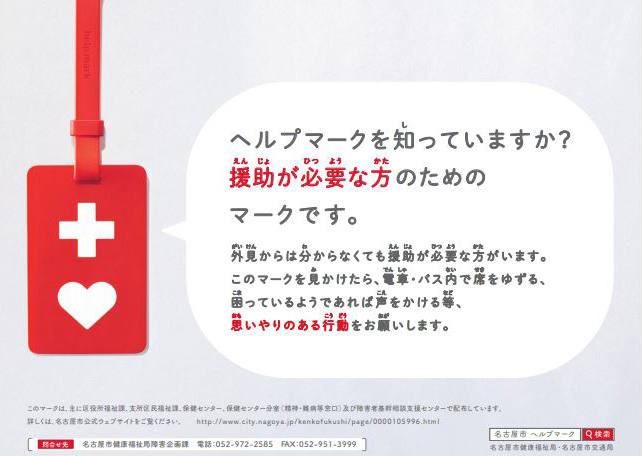 help mark
ヘルプマークを知っていますか?
援助が必要な方のための
マークです。
外見からは分からなくても援助が必要な方がいます。
このマークを見かけたら、電車・バス内で席をゆずる、
困っているようであれば声をかける等、
思いやりのある行動をお願いします。
このマークは、主に区役所福祉課、支所区民福祉課、保健センター、保健センター分室(精神・難病等窓口)及び障害者基幹相談支援センターで配布しています。
詳しくは、名古屋市公式ウェブサイトをご覧ください。 http://www.city.nagoya.jp/kenkofukushi/page/0000105996.html
名古屋市 ヘルプマーク 検索
問合せ先 名古屋市健康福祉局障害企画課 電話:052-972-2585 FAX:052-951-3999
名古屋市健康福祉局・名古屋市交通局